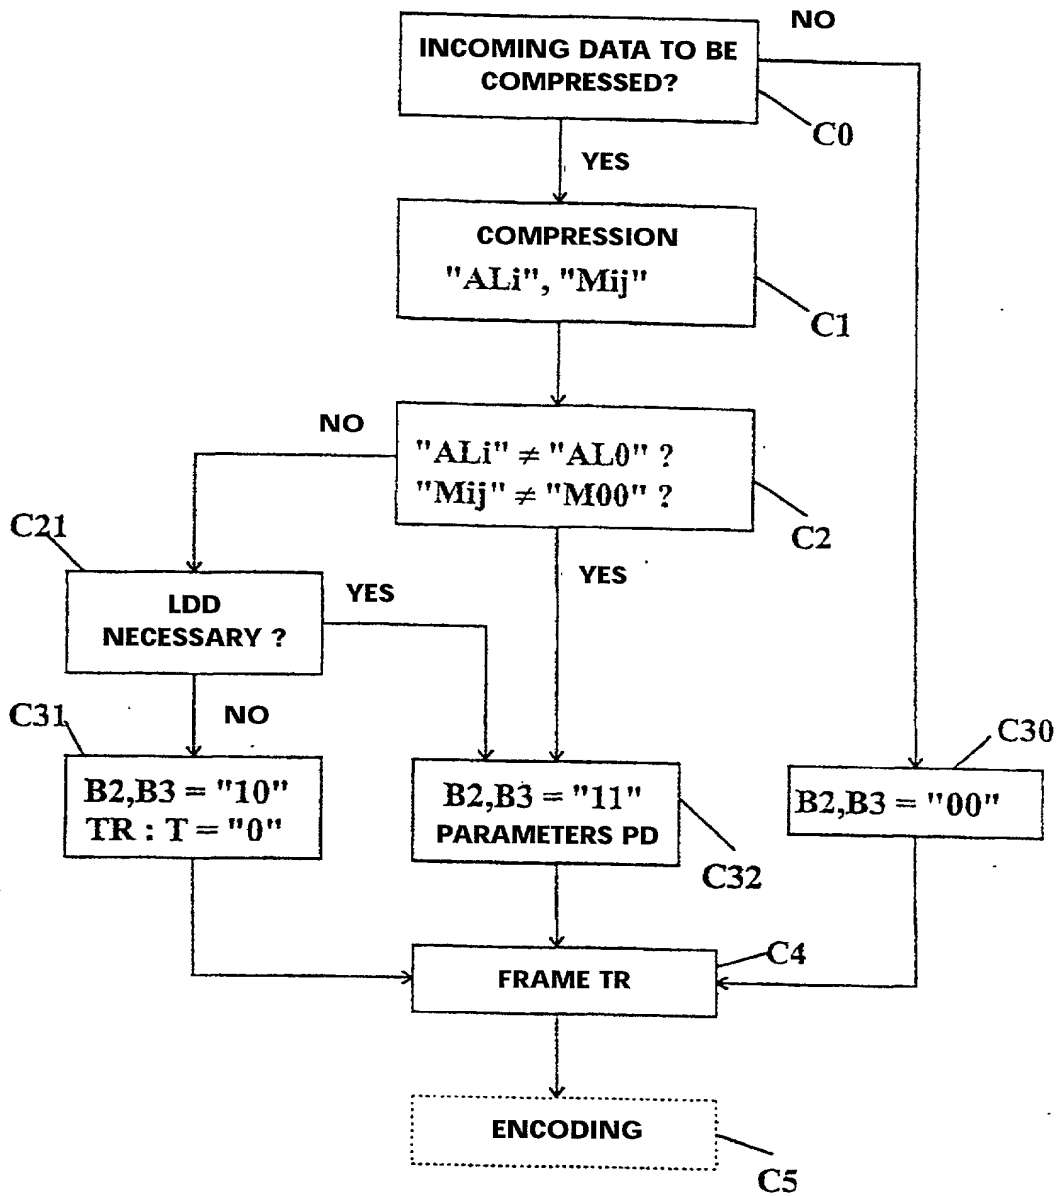 NO
INCOMING DATA TO BE
COMPRESSED?
C0
YES
COMPRESSION
"ALi", "Mij"
C1
NO
"ALi" ≠ "AL0" ?
"Mij" ≠ "M00" ?
C2
C21
YES
LDD
NECESSARY ?
YES
C31
NO
C30
B2,B3 = "10"
TR : T = "0"
B2,B3 = "11"
PARAMETERS PD
B2,B3 = "00"
C32
C4
FRAME TR
ENCODING
C5